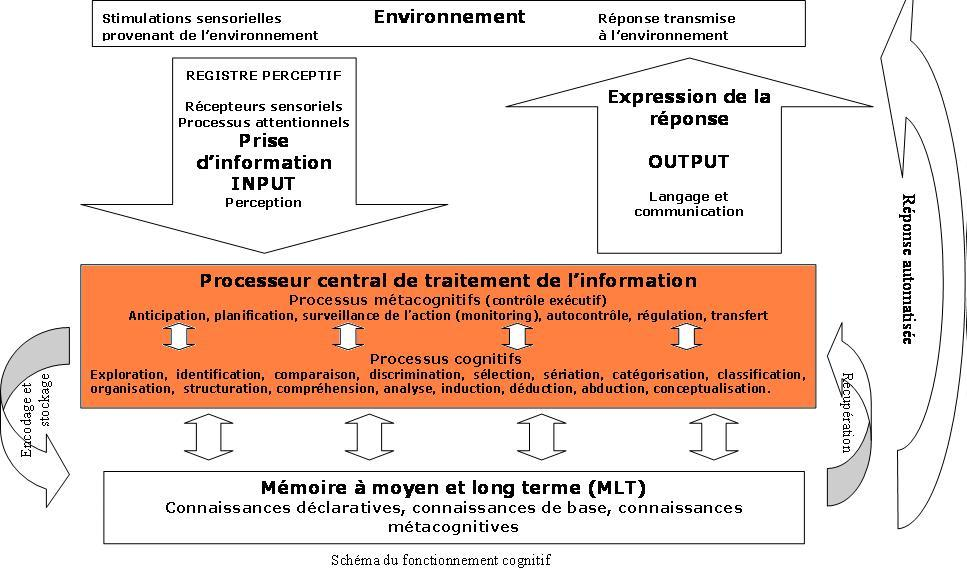 Stimulations sensorielles
provenant de l’environnement
Environnement
Réponse transmise
à l’environnement
REGISTRE PERCEPTIF
Récepteurs sensoriels
Processus attentionnels
Prise
d’information
INPUT
Perception
Expression de la
réponse
OUTPUT
Langage et
communication
Réponse automatisée
Processeur central de traitement de l’information
Processus métacognitifs (contrôle exécutif)
Anticipation, planification, surveillance de l’action (monitoring), autocontrôle, régulation, transfert
Processus cognitifs
Exploration, identification, comparaison, discrimination, sélection, sériation, catégorisation, classification,
organisation, structuration, compréhension, analyse, induction, déduction, abduction, conceptualisation.
Encodage et
stockage
Récupération
Mémoire à moyen et long terme (MLT)
Connaissances déclaratives, connaissances de base, connaissances
métacognitives
Schéma du fonctionnement cognitif